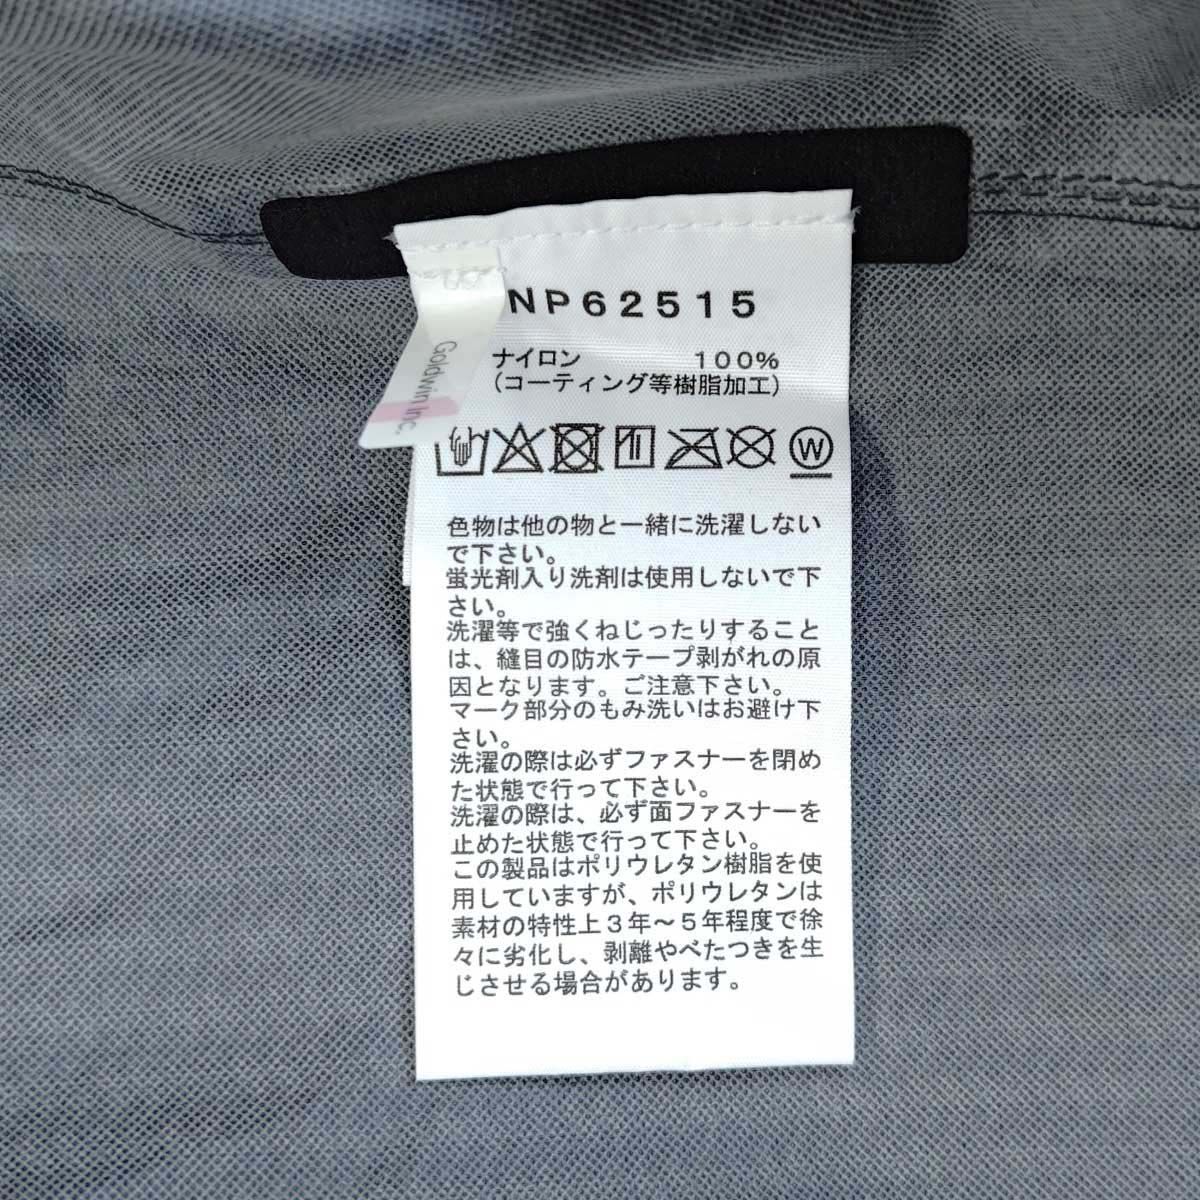 NP62515
Goldwin Inc.
ナイロン 100%
(コーティング等樹脂加工)
W
色物は他の物と一緒に洗濯しない
で下さい。
蛍光剤入り洗剤は使用しないで下
さい。
洗濯等で強くねじったりすること
は、縫目の防水テープ剥がれの原
因となります。ご注意下さい。
マーク部分のもみ洗いはお避け下
さい。
洗濯の際は必ずファスナーを閉め
た状態で行って下さい。
洗濯の際は、必ず面ファスナーを
止めた状態で行って下さい。
この製品はポリウレタン樹脂を使
用していますが、ポリウレタンは
素材の特性上3年～5年程度で徐
々に劣化し、剥離やべたつきを生
じさせる場合があります。